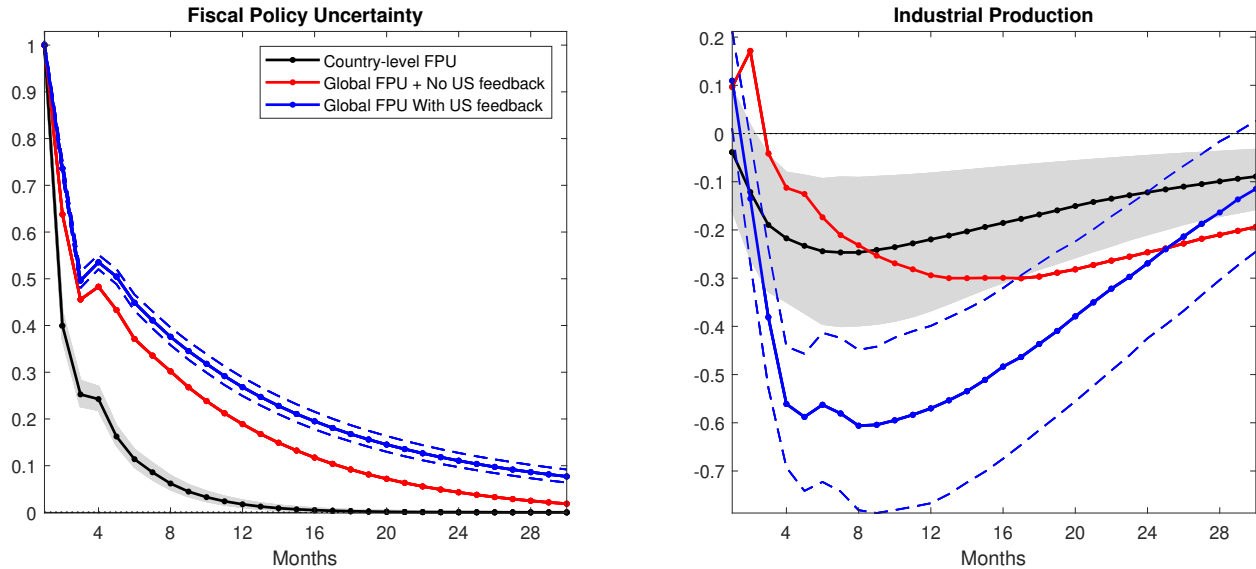 Fiscal Policy Uncertainty
1
0.9
0.8
0.7
0.6
0.5
0.4
0.3
0.2
0.1
0
Country-level FPU
Global FPU + No US feedback
Global FPU With US feedback
4 8 12 16 20 24 28
Months
Industrial Production
0.2
0.1
0
-0.1
-0.2
-0.3
-0.4
-0.5
-0.6
-0.7
4 8 12 16 20 24 28
Months